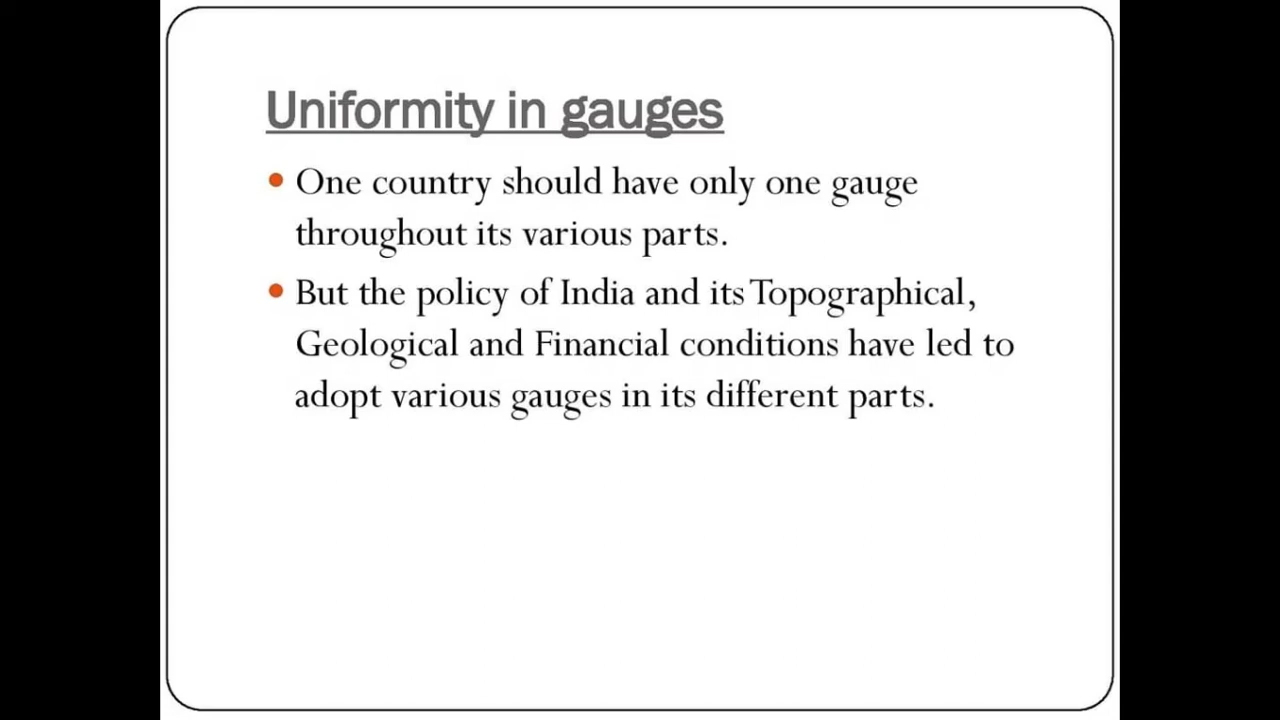 Uniformity in gauges
• One country should have only one gauge
throughout its various parts.
• But the policy of India and its Topographical,
Geological and Financial conditions have led to
adopt various gauges in its different parts.